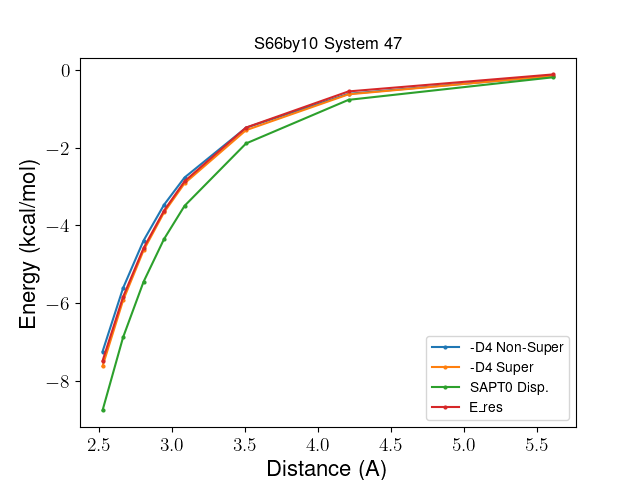 S66by10 System 47
Energy (kcal/mol)
0
−2
−4
−6
−8
2.5 3.0 3.5 4.0 4.5 5.0 5.5
Distance (A)
-D4 Non-Super
-D4 Super
SAPT0 Disp.
E_res